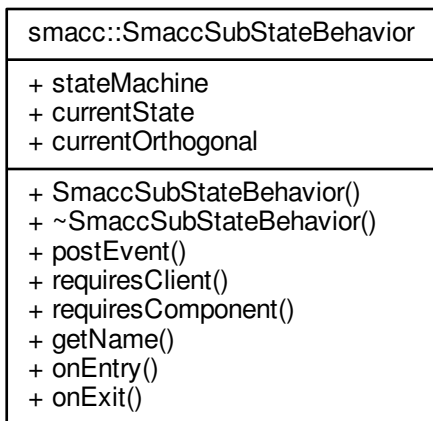 smacc::SmaccSubStateBehavior
+ stateMachine
+ currentState
+ currentOrthogonal
+ SmaccSubStateBehavior()
+ ~SmaccSubStateBehavior()
+ postEvent()
+ requiresClient()
+ requiresComponent()
+ getName()
+ onEntry()
+ onExit()